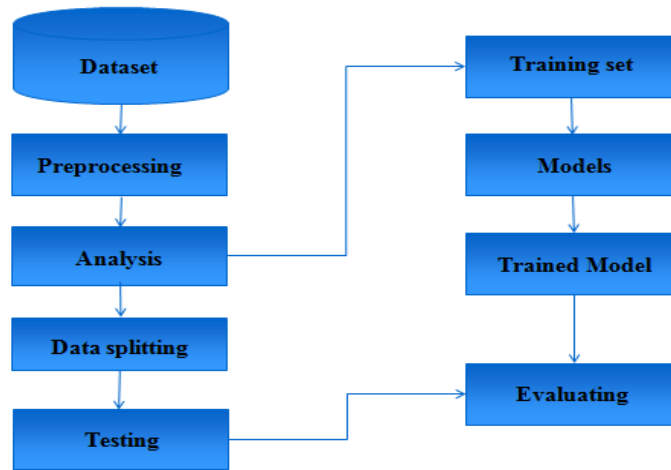 Dataset
Preprocessing
Analysis
Data splitting
Testing
Training set
Models
Trained Model
Evaluating